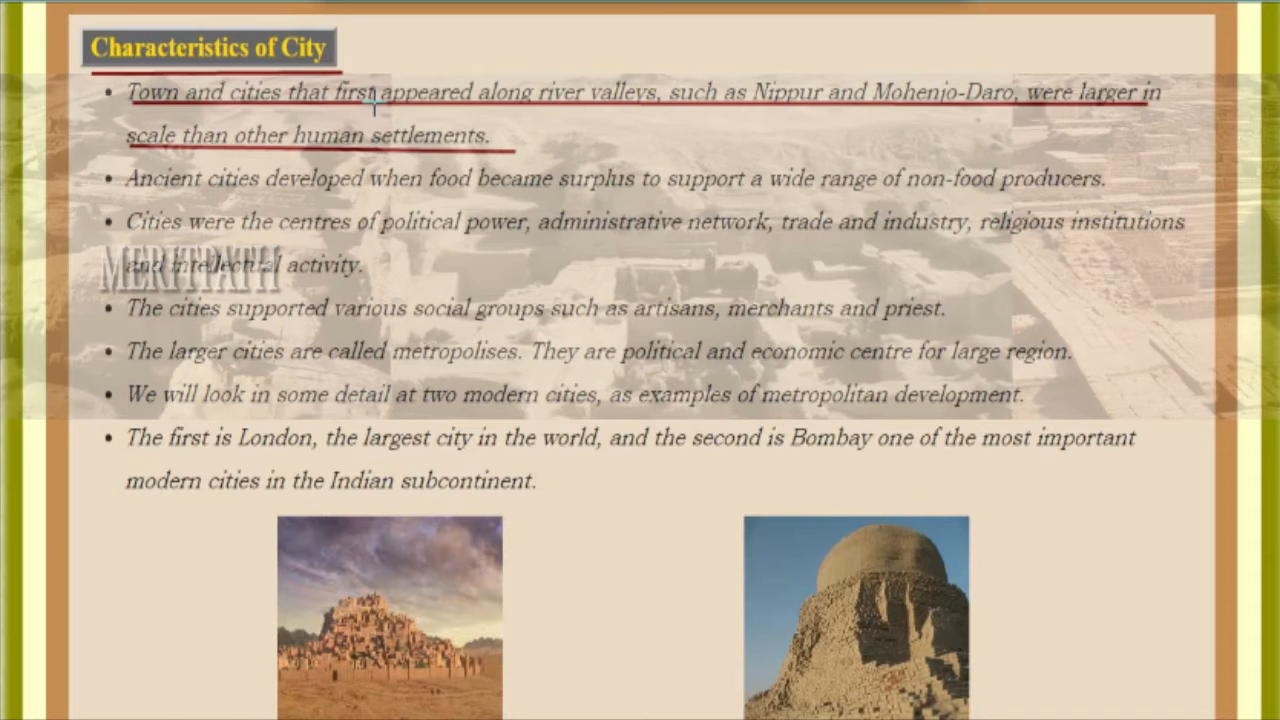 Characteristics of City
• Town and cities that first appeared along river valleys, such as Nippur and Mohenjo-Daro, were larger in
scale than other human settlements.
• Ancient cities developed when food became surplus to support a wide range of non-food producers.
• Cities were the centres of political power, administrative network, trade and industry, religious institutions
and intellectual activity.
MERITPATH
• The cities supported various social groups such as artisans, merchants and priest.
• The larger cities are called metropolises. They are political and economic centre for large region.
• We will look in some detail at two modern cities, as examples of metropolitan development.
• The first is London, the largest city in the world, and the second is Bombay one of the most important
modern cities in the Indian subcontinent.